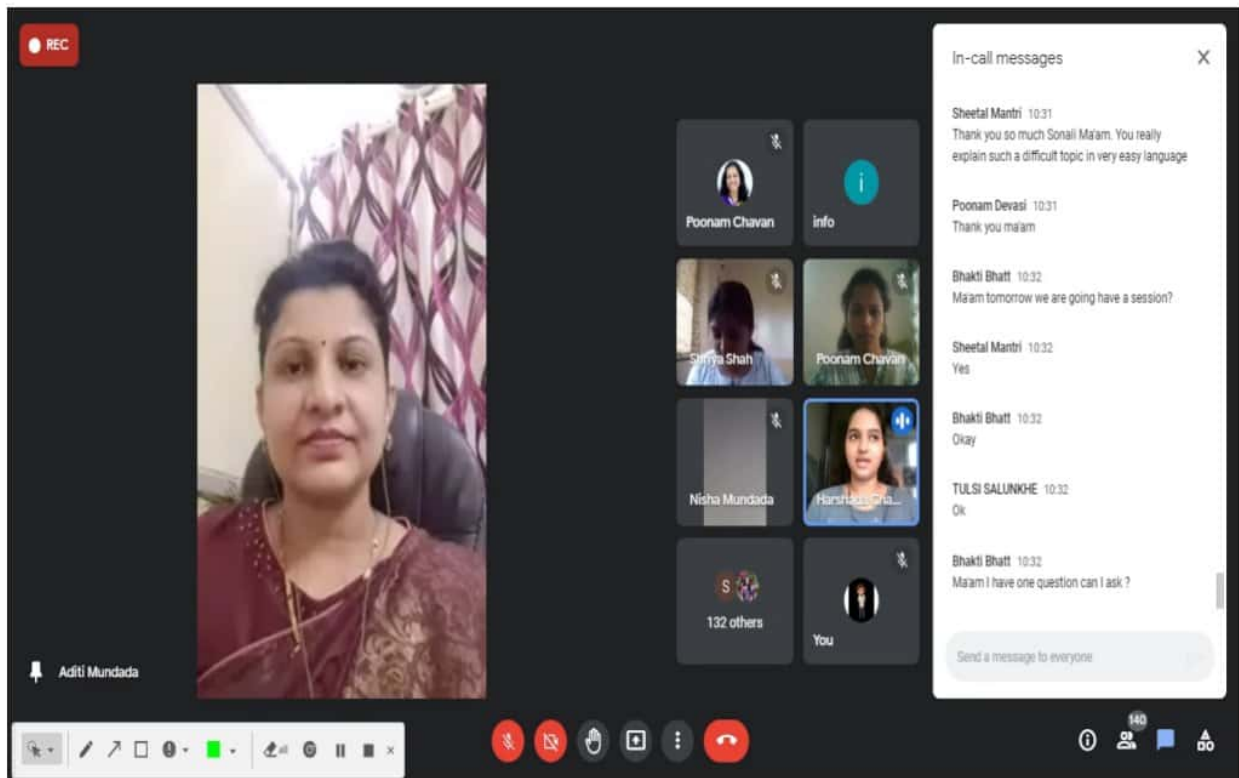 REC
Aditi Mundada
Poonam Chavan
i
info
Shah
Poonam Chavan
Nisha Mundada
Harshada Cha...
S
132 others
You
In-call messages
Sheetal Mantri 10:31
Thank you so much Sonali Ma'am. You really
explain such a difficult topic in very easy language
Poonam Devasi 10:31
Thank you ma'am
Bhakti Bhatt 10:32
Ma'am tomorrow we are going have a session?
Sheetal Mantri 10:32
Yes
Bhakti Bhatt 10:32
Okay
TULSI SALUNKHE 10:32
Ok
Bhakti Bhatt 10:32
Ma'am I have one question can I ask ?
Send a message to everyone
all
140